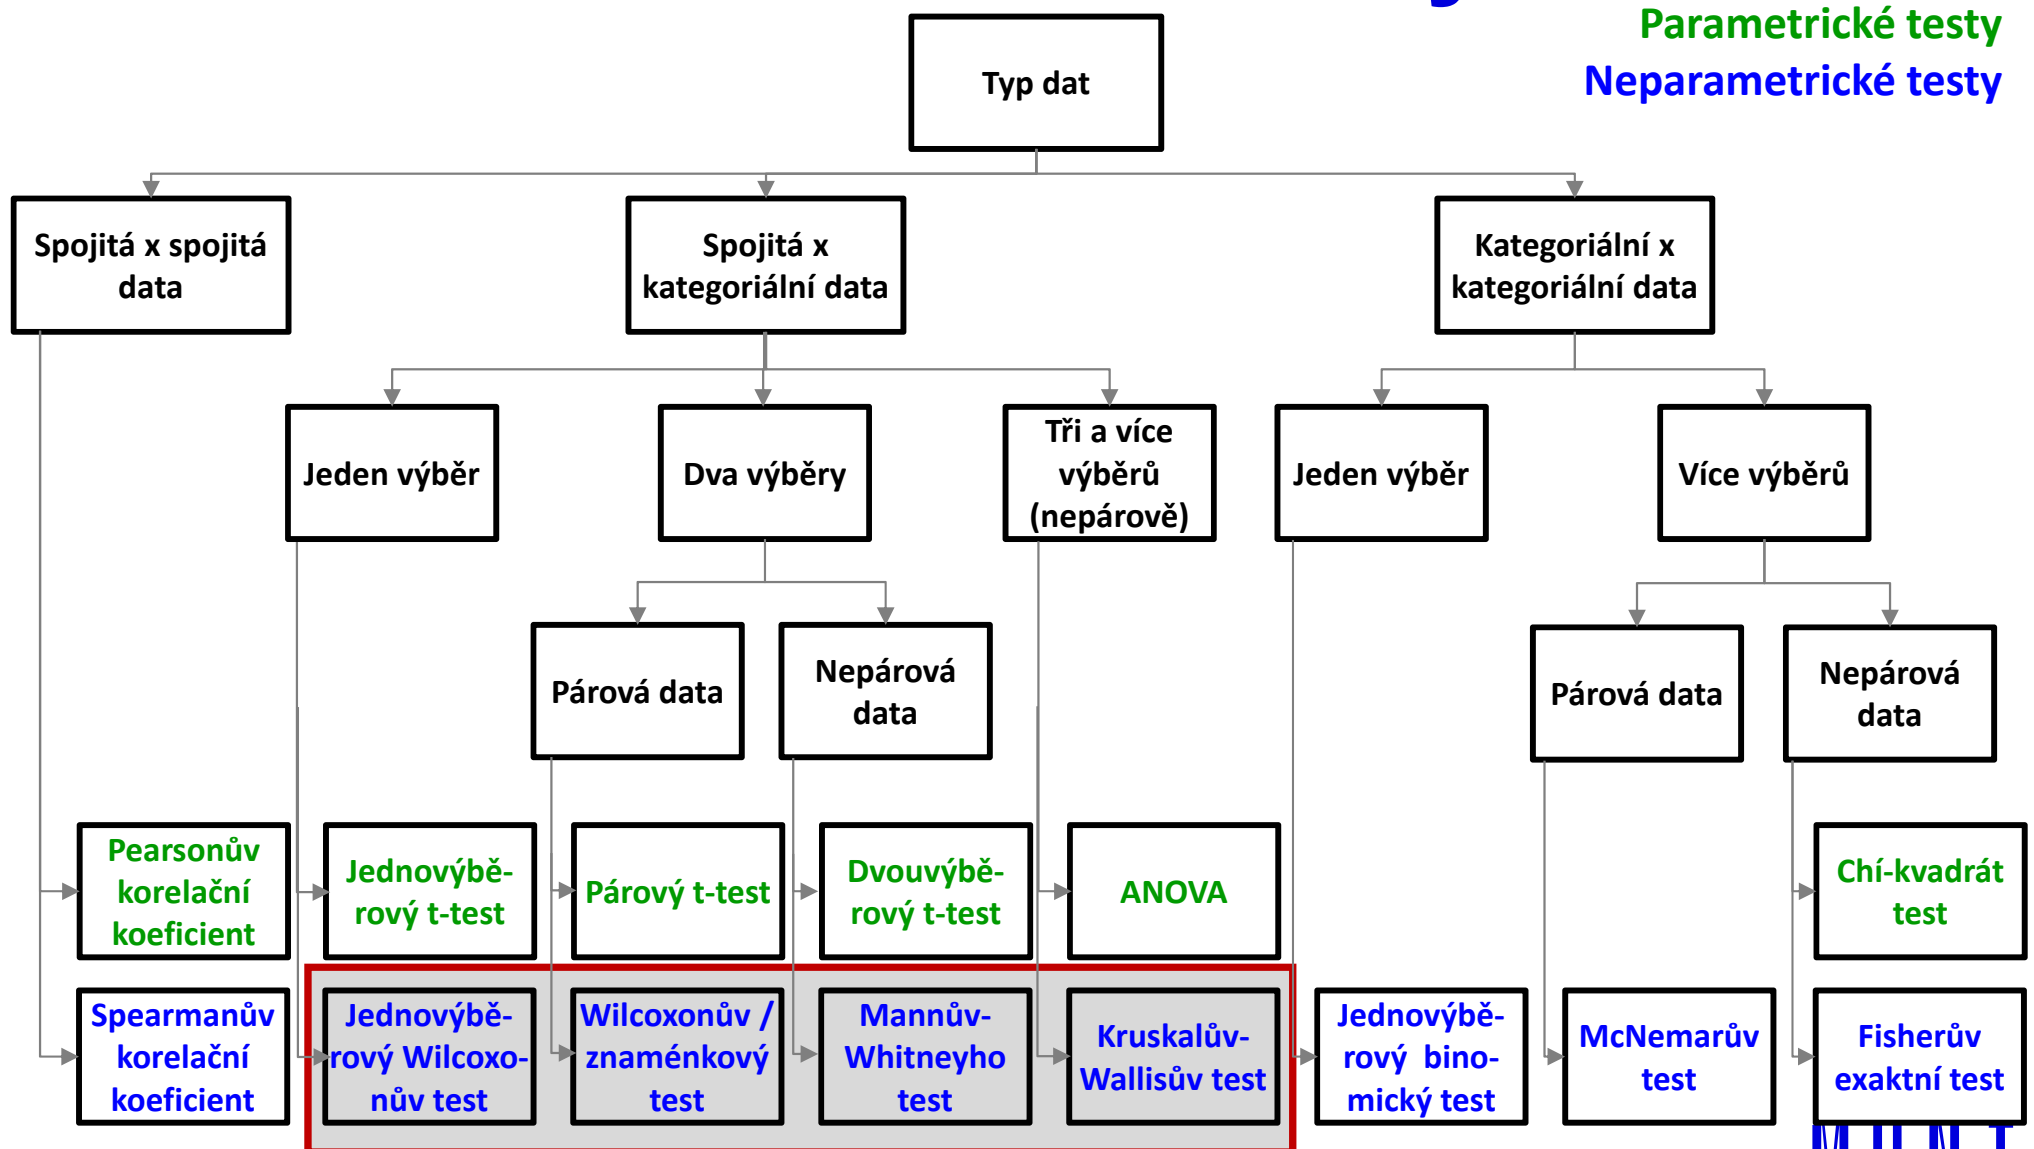 Parametrické testy
Neparametrické testy
Typ dat
Spojitá x spojitá
data
Spojitá x
kategoriální data
Kategoriální x
kategoriální data
Jeden výběr
Dva výběry
Tři a více
výběrů
(nepárově)
Jeden výběr
Více výběrů
Párová data
Nepárová
data
Párová data
Nepárová
data
Pearsonův
korelační
koeficient
Jednovýbě-
rový t-test
Párový t-test
Dvouvýbě-
rový t-test
ANOVA
Chí-kvadrát
test
Spearmanův
korelační
koeficient
Jednovýbě-
rový Wilcoxo-
nův test
Wilcoxonův /
znaménkový
test
Mannův-
Whitneyho
test
Kruskalův-
Wallisův test
Jednovýbě-
rový bino-
mický test
McNemarův
test
Fisherův
exaktní test